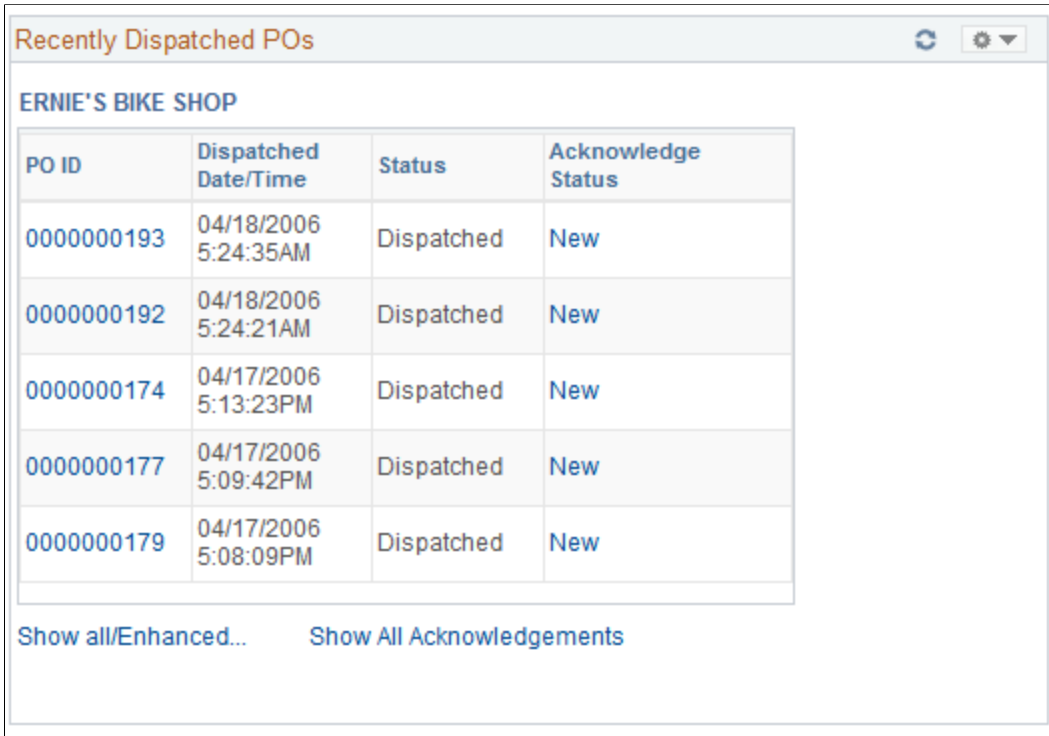 Recently Dispatched POs
ERNIE'S BIKE SHOP
PO ID
Dispatched
Date/Time
Status
Acknowledge
Status
0000000193
04/18/2006
5:24:35AM
Dispatched
New
0000000192
04/18/2006
5:24:21AM
Dispatched
New
0000000174
04/17/2006
5:13:23PM
Dispatched
New
0000000177
04/17/2006
5:09:42PM
Dispatched
New
0000000179
04/17/2006
5:08:09PM
Dispatched
New
Show all/Enhanced...
Show All Acknowledgements